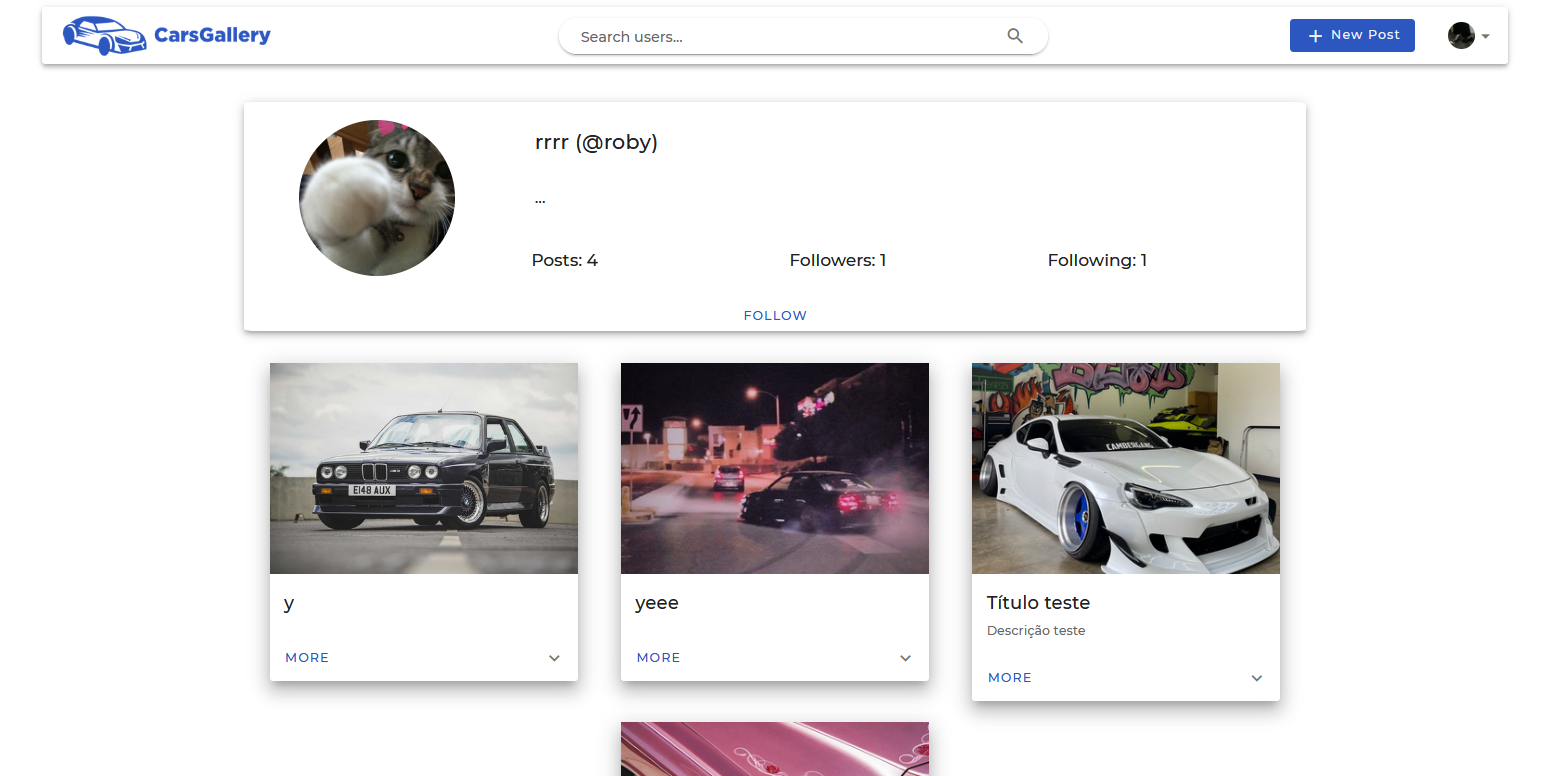 CarsGallery
Search users...
New Post
rrrr (@roby)
...
Posts: 4
Followers: 1
Following: 1
FOLLOW
E148 AUX
CAMBERGANG
y
yeee
Título teste
Descrição teste
MORE
MORE
MORE